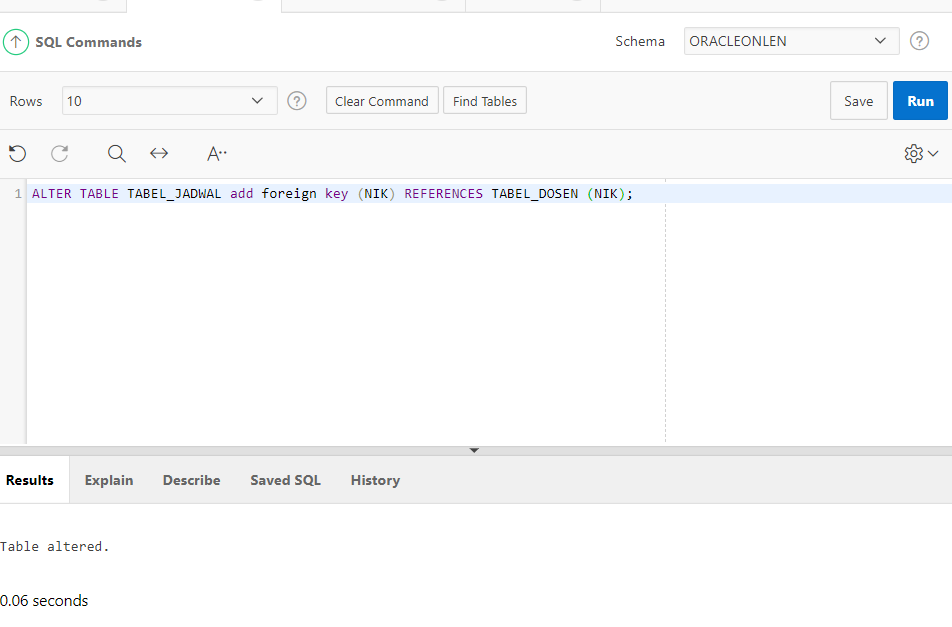 SQL Commands
Schema ORACLEONLEN ?
Rows 10 ? Clear Command Find Tables Save Run
A··
1 ALTER TABLE TABEL_JADWAL add foreign key (NIK) REFERENCES TABEL_DOSEN (NIK);
Results Explain Describe Saved SQL History
Table altered.
0.06 seconds